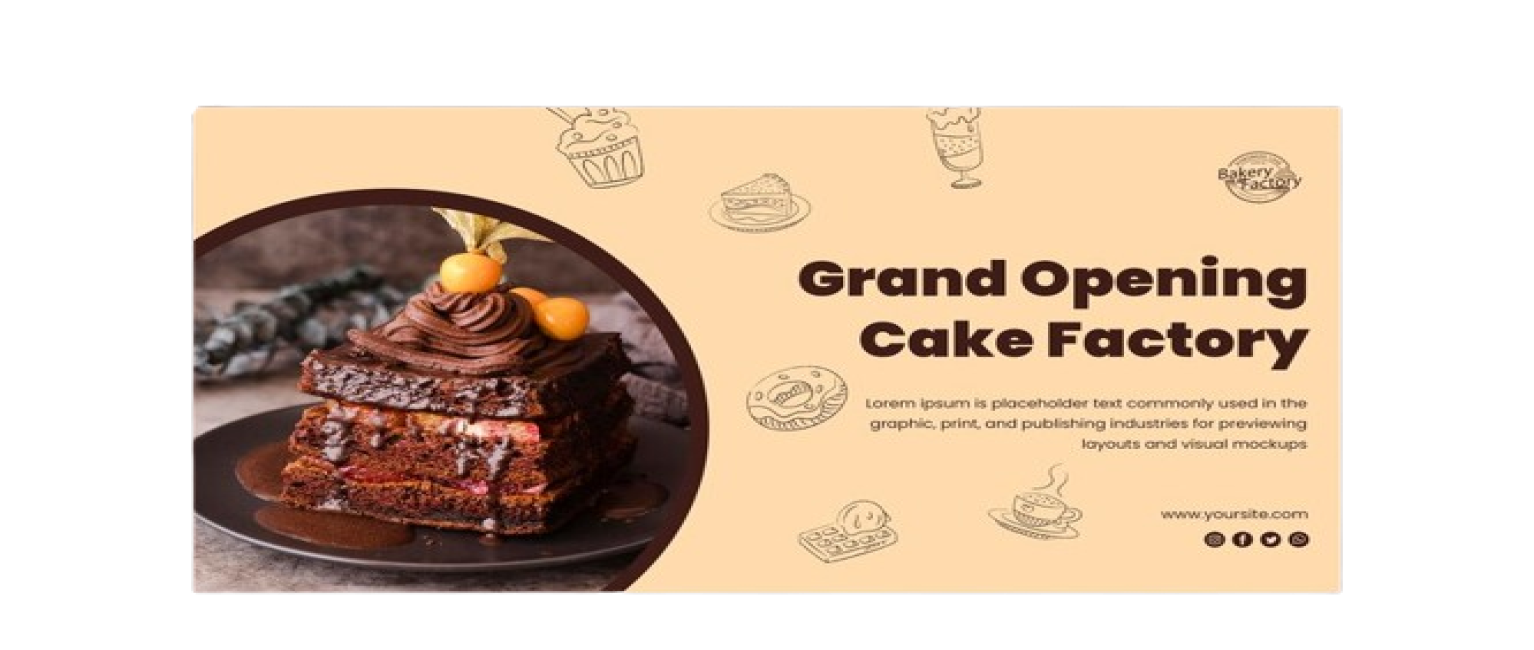 Bakery
Factory
Grand Opening
Cake Factory
Lorem ipsum is placeholder text commonly used in the
graphic, print, and publishing industries for previewing
layouts and visual mockups
www.yoursite.com